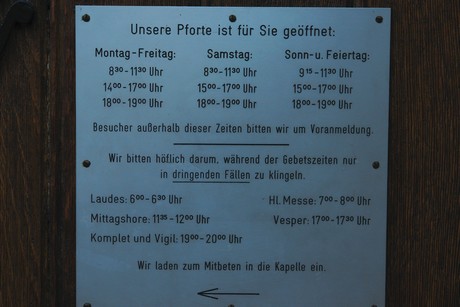 Unsere Pforte ist für Sie geöffnet:
Montag-Freitag: Samstag: Sonn-u. Feiertag:
8³⁰-11³⁰ Uhr 8³⁰-11³⁰ Uhr 9¹⁵-11³⁰ Uhr
14⁰⁰-17⁰⁰ Uhr 15⁰⁰-17⁰⁰ Uhr 15⁰⁰-17⁰⁰ Uhr
18⁰⁰-19⁰⁰ Uhr 18⁰⁰-19⁰⁰ Uhr 18⁰⁰-19⁰⁰ Uhr
Besucher außerhalb dieser Zeiten bitten wir um Voranmeldung.
Wir bitten höflich darum, während der Gebetszeiten nur
in dringenden Fällen zu klingeln.
Laudes: 6⁰⁰-6³⁰ Uhr Hl. Messe: 7⁰⁰-8⁰⁰ Uhr
Mittagshore: 11³⁵-12⁰⁰ Uhr Vesper: 17⁰⁰-17³⁰ Uhr
Komplet und Vigil: 19⁰⁰-20⁰⁰ Uhr
Wir laden zum Mitbeten in die Kapelle ein.